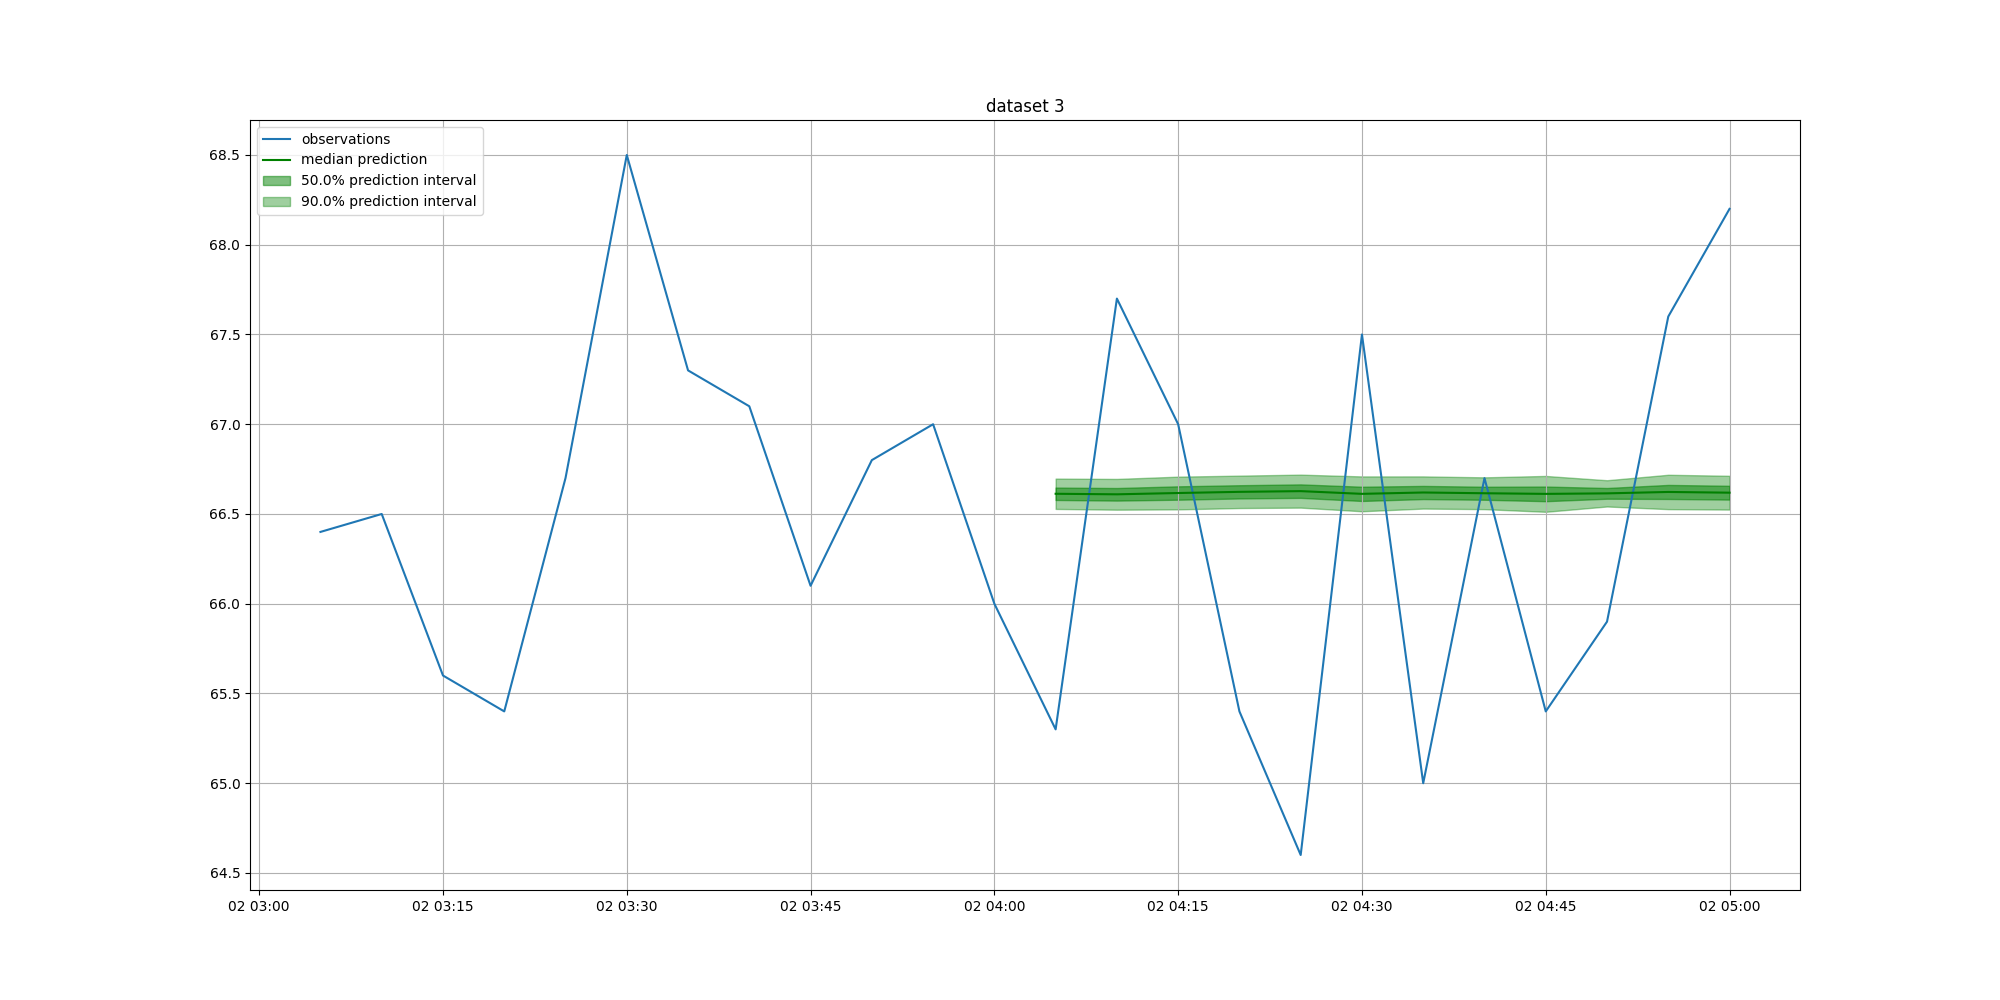 dataset 3
observations
median prediction
50.0% prediction interval
90.0% prediction interval
68.5
68.0
67.5
67.0
66.5
66.0
65.5
65.0
64.5
02 03:00 02 03:15 02 03:30 02 03:45 02 04:00 02 04:15 02 04:30 02 04:45 02 05:00